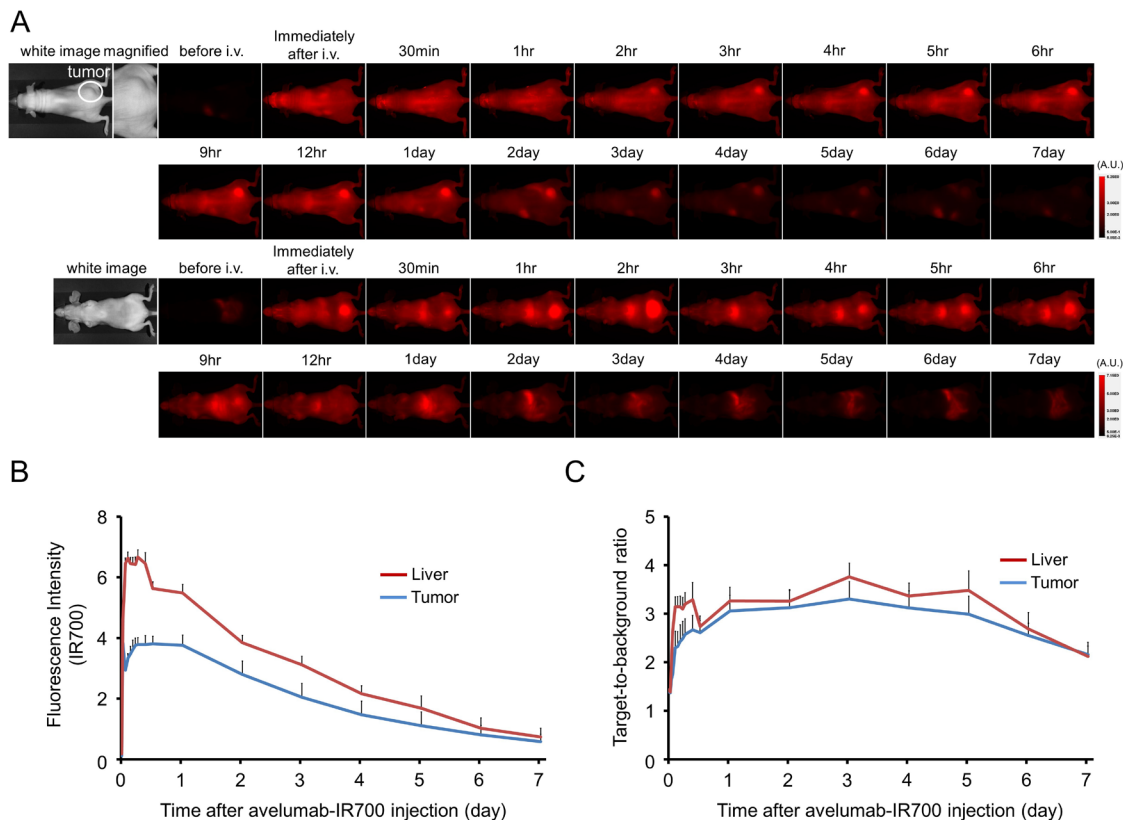 A
white image magnified before i.v. Immediately after i.v. 30min 1hr 2hr 3hr 4hr 5hr 6hr
tumor
9hr 12hr 1day 2day 3day 4day 5day 6day 7day (A.U.)
white image before i.v. Immediately after i.v. 30min 1hr 2hr 3hr 4hr 5hr 6hr
9hr 12hr 1day 2day 3day 4day 5day 6day 7day (A.U.)
B
Fluorescence Intensity
(IR700)
8
6
4
2
0
Liver
Tumor
0 1 2 3 4 5 6 7
Time after avelumab-IR700 injection (day)
C
Target-to-background ratio
5
4
3
2
1
0
Liver
Tumor
0 1 2 3 4 5 6 7
Time after avelumab-IR700 injection (day)